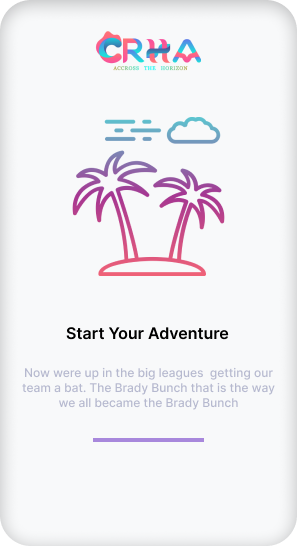 CRHA
ACCROSS THE HORIZON
Start Your Adventure
Now were up in the big leagues getting our
team a bat. The Brady Bunch that is the way
we all became the Brady Bunch